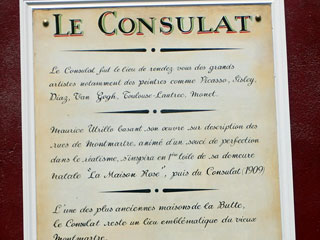 LE CONSULAT
Le Consulat, fut le lieu de rendez vous des grands
artistes notamment des peintres comme Picasso, Sisley,
Diaz, Van Gogh, Toulouse-Lautrec, Monet.
Maurice Utrillo basant son œuvre sur description des
rues de Montmartre, animé d'un souci de perfection
dans le réalisme, s'inspira en 1ère toile de sa demeure
natale "La Maison Rose", puis du Consulat (1909)
L'une des plus anciennes maisons de la Butte,
le Consulat reste un lieu emblématique du vieux
Montmartre.